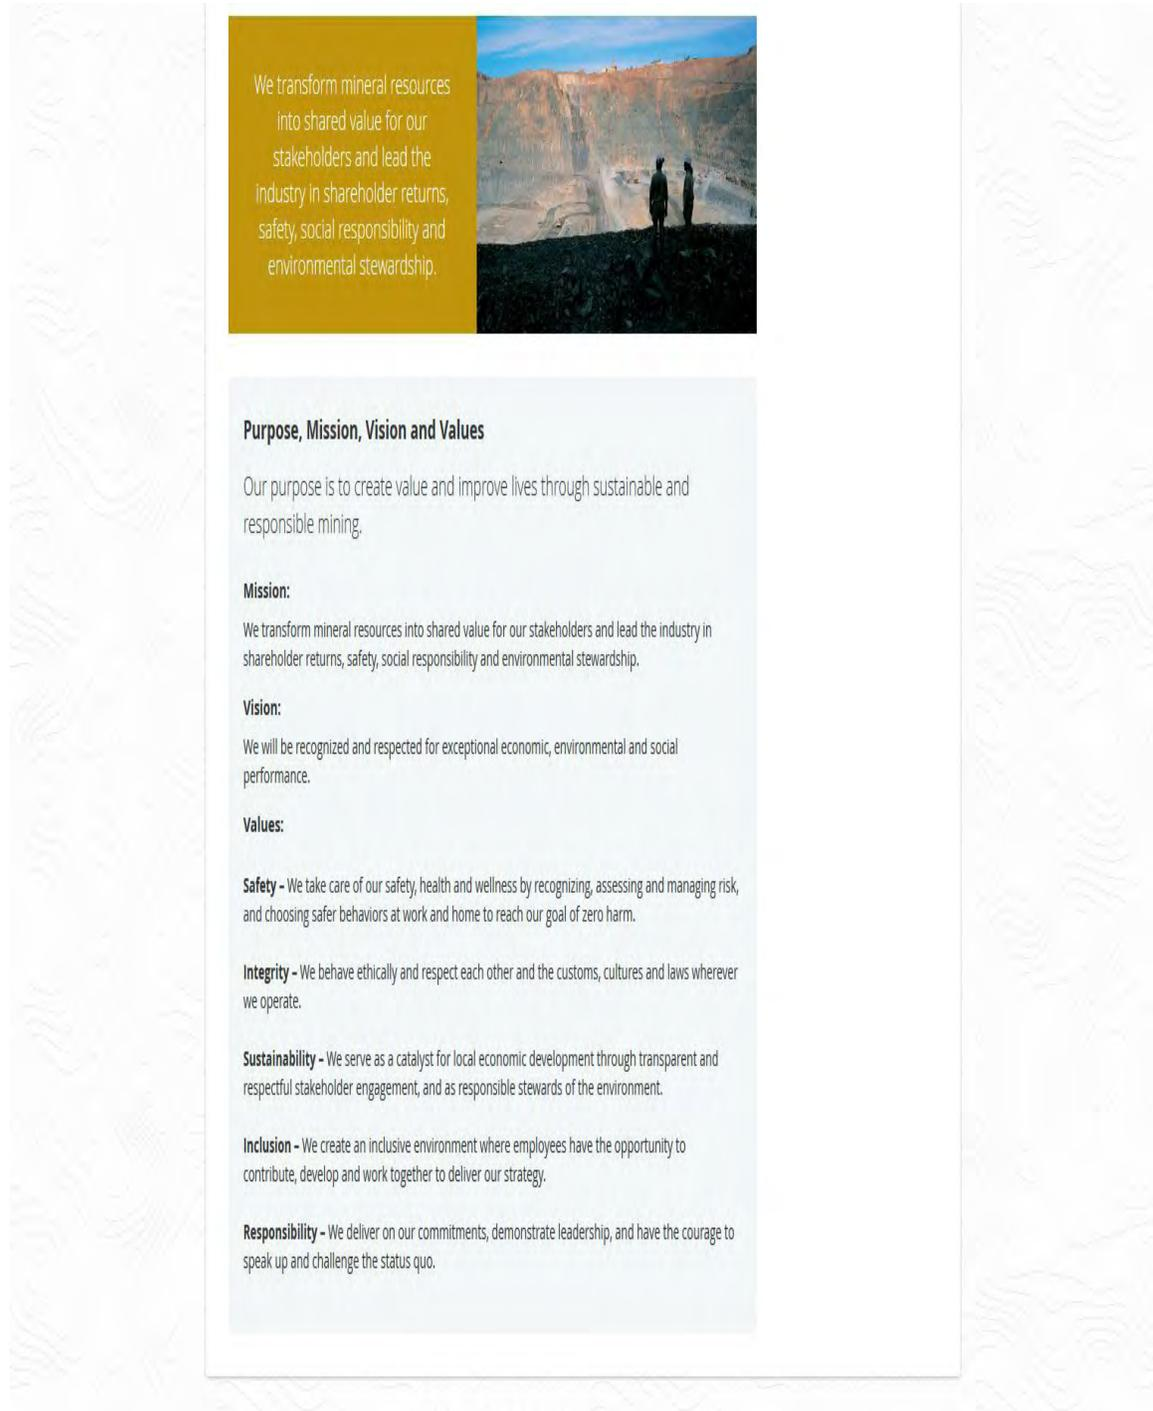 We transform mineral resources
into shared value for our
stakeholders and lead the
industry in shareholder returns,
safety, social responsibility and
environmental stewardship.
Purpose, Mission, Vision and Values
Our purpose is to create value and improve lives through sustainable and
responsible mining.
Mission:
We transform mineral resources into shared value for our stakeholders and lead the industry in
shareholder returns, safety, social responsibility and environmental stewardship.
Vision:
We will be recognized and respected for exceptional economic, environmental and social
performance.
Values:
Safety – We take care of our safety, health and wellness by recognizing, assessing and managing risk,
and choosing safer behaviors at work and home to reach our goal of zero harm.
Integrity – We behave ethically and respect each other and the customs, cultures and laws wherever
we operate.
Sustainability – We serve as a catalyst for local economic development through transparent and
respectful stakeholder engagement, and as responsible stewards of the environment.
Inclusion – We create an inclusive environment where employees have the opportunity to
contribute, develop and work together to deliver our strategy.
Responsibility – We deliver on our commitments, demonstrate leadership, and have the courage to
speak up and challenge the status quo.